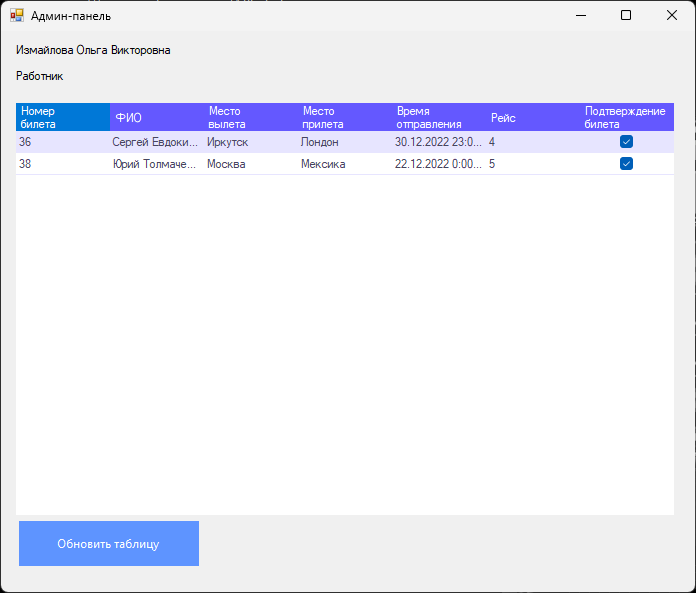 Админ-панель
Измайлова Ольга Викторовна
Работник
Номер билета ФИО Место вылета Место прилета Время отправления Рейс Подтверждение билета
36 Сергей Евдоки... Иркутск Лондон 30.12.2022 23:0... 4
38 Юрий Толмаче... Москва Мексика 22.12.2022 0:00... 5
Обновить таблицу